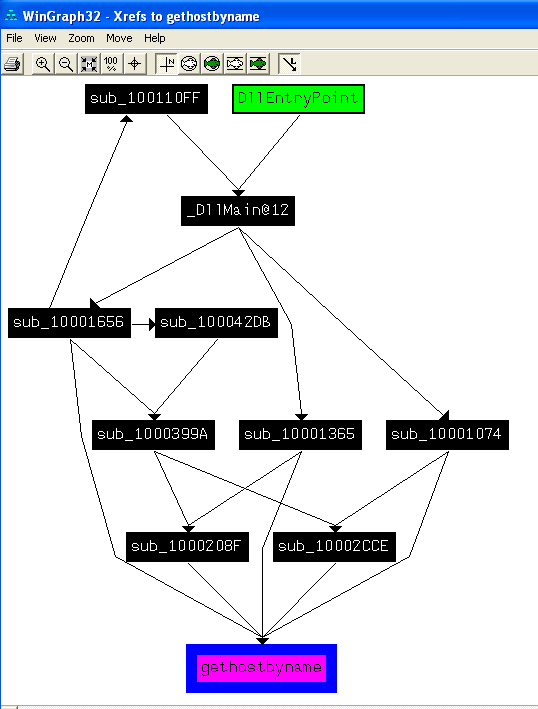 WinGraph32 - Xrefs to gethostbyname
File View Zoom Move Help
100 %
N
M
sub_100110FF DllEntryPoint
_DllMain@12
sub_10001656 sub_100042DB
sub_1000399A sub_10001365 sub_10001074
sub_1000208F sub_10002CCE
gethostbyname